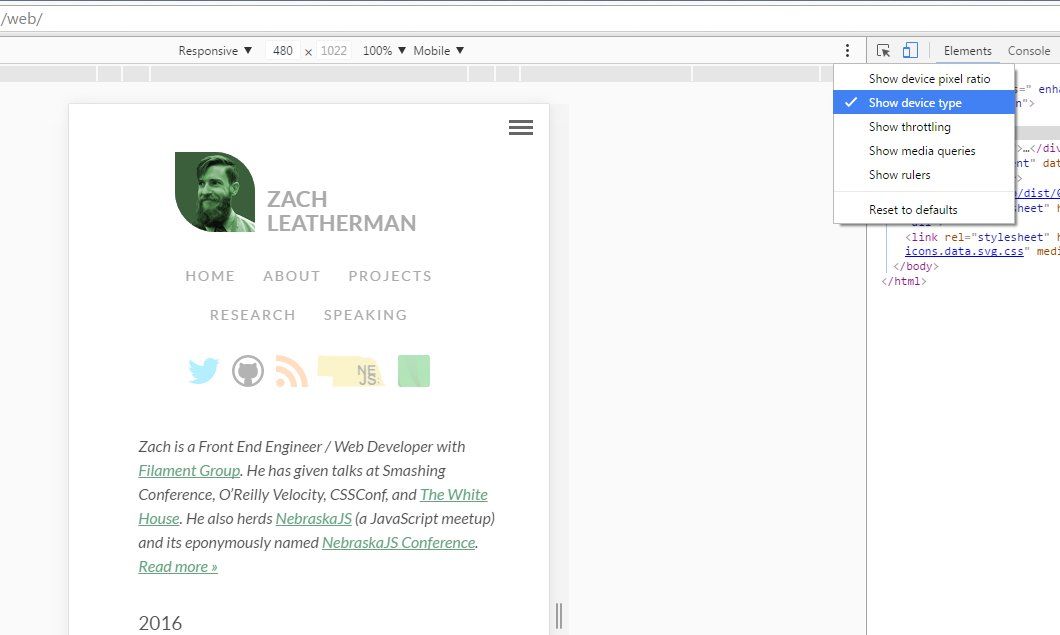 /web/
Responsive ▼ 480 × 1022 100% ▼ Mobile ▼
Elements Console
Show device pixel ratio
Show device type
Show throttling
Show media queries
Show rulers
Reset to defaults
=" enha
n">
>…</div
ent" dat
>
/dist/
sheet" h
<link rel="stylesheet" h
icons.data.svg.css" medi
</body>
</html>
ZACH
LEATHERMAN
HOME ABOUT PROJECTS
RESEARCH SPEAKING
NE
JS:
Zach is a Front End Engineer / Web Developer with
Filament Group. He has given talks at Smashing
Conference, O’Reilly Velocity, CSSConf, and The White
House. He also herds NebraskaJS (a JavaScript meetup)
and its eponymously named NebraskaJS Conference.
Read more »
2016